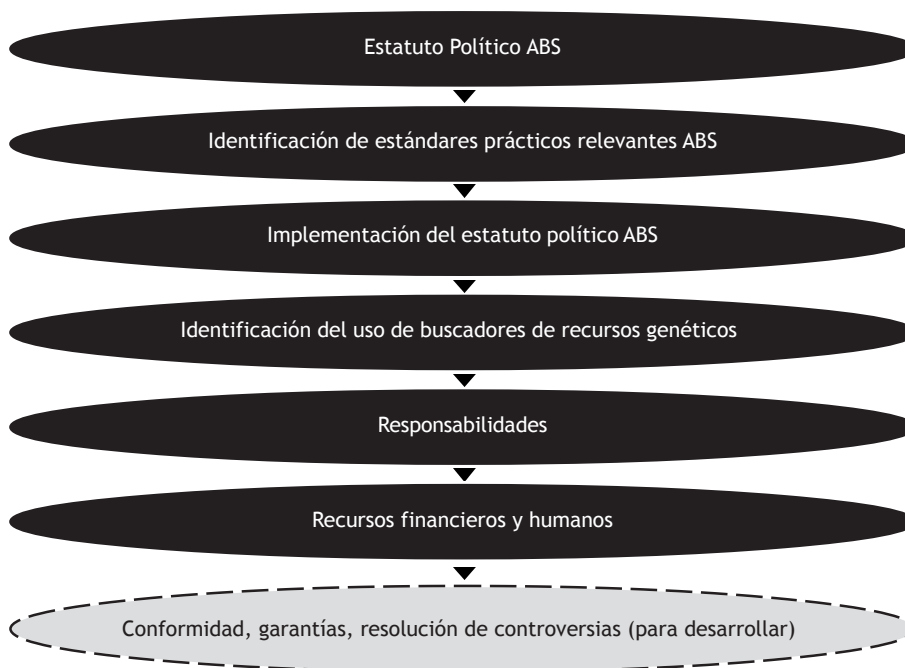 Estatuto Político ABS
Identificación de estándares prácticos relevantes ABS
Implementación del estatuto político ABS
Identificación del uso de buscadores de recursos genéticos
Responsabilidades
Recursos financieros y humanos
Conformidad, garantías, resolución de controversias (para desarrollar)